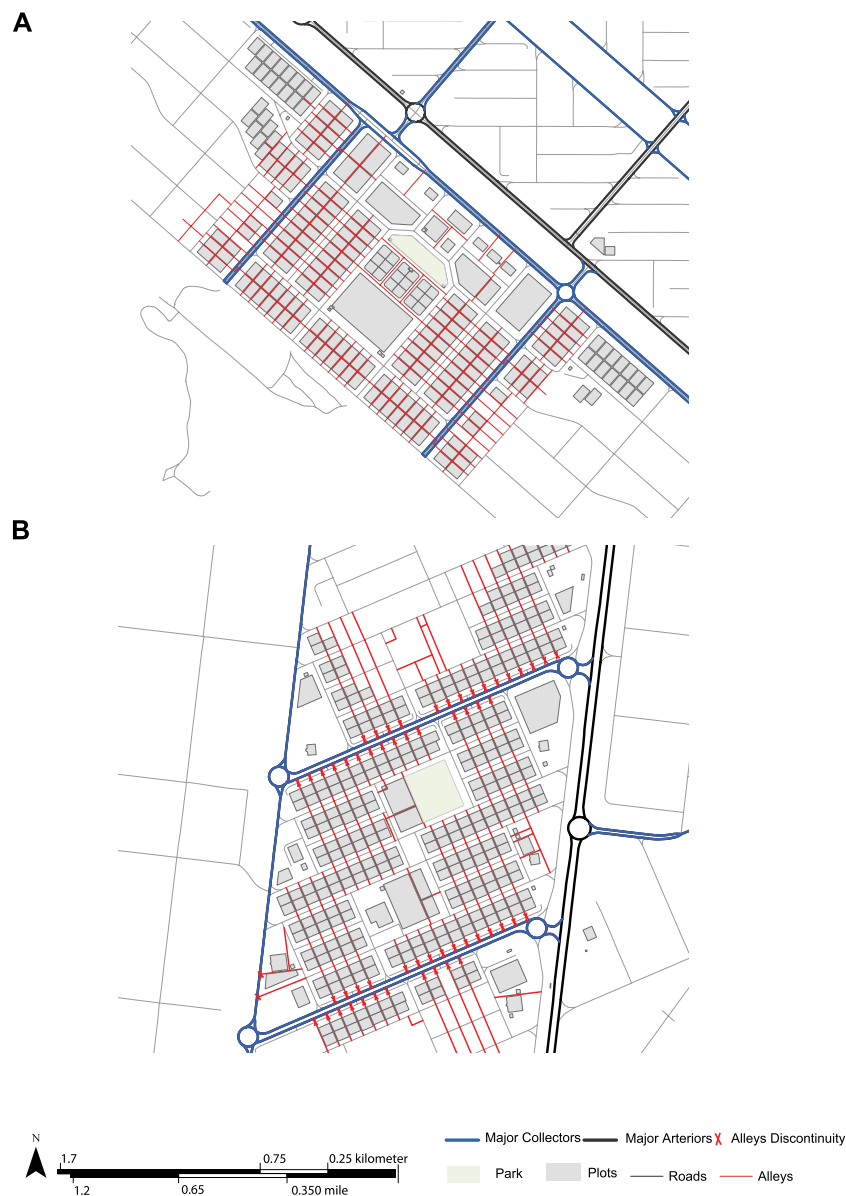 A
B
N
1.7 0.75 0.25 kilometer
1.2 0.65 0.350 mile
Major Collectors Major Arteriors X Alleys Discontinuity
Park Plots Roads Alleys